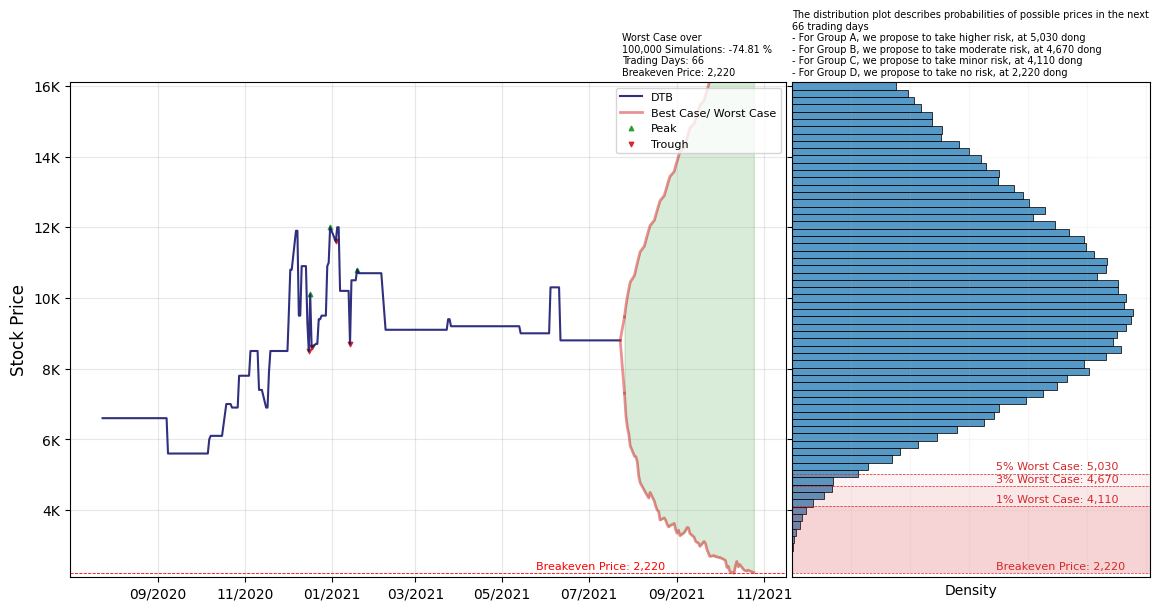 The distribution plot describes probabilities of possible prices in the next
66 trading days
- For Group A, we propose to take higher risk, at 5,030 dong
- For Group B, we propose to take moderate risk, at 4,670 dong
- For Group C, we propose to take minor risk, at 4,110 dong
- For Group D, we propose to take no risk, at 2,220 dong
Worst Case over
100,000 Simulations: -74.81 %
Trading Days: 66
Breakeven Price: 2,220
DTB
Best Case/ Worst Case
Peak
Trough
Stock Price
16K
14K
12K
10K
8K
6K
4K
Breakeven Price: 2,220
09/2020
11/2020
01/2021
03/2021
05/2021
07/2021
09/2021
11/2021
5% Worst Case: 5,030
3% Worst Case: 4,670
1% Worst Case: 4,110
Breakeven Price: 2,220
Density